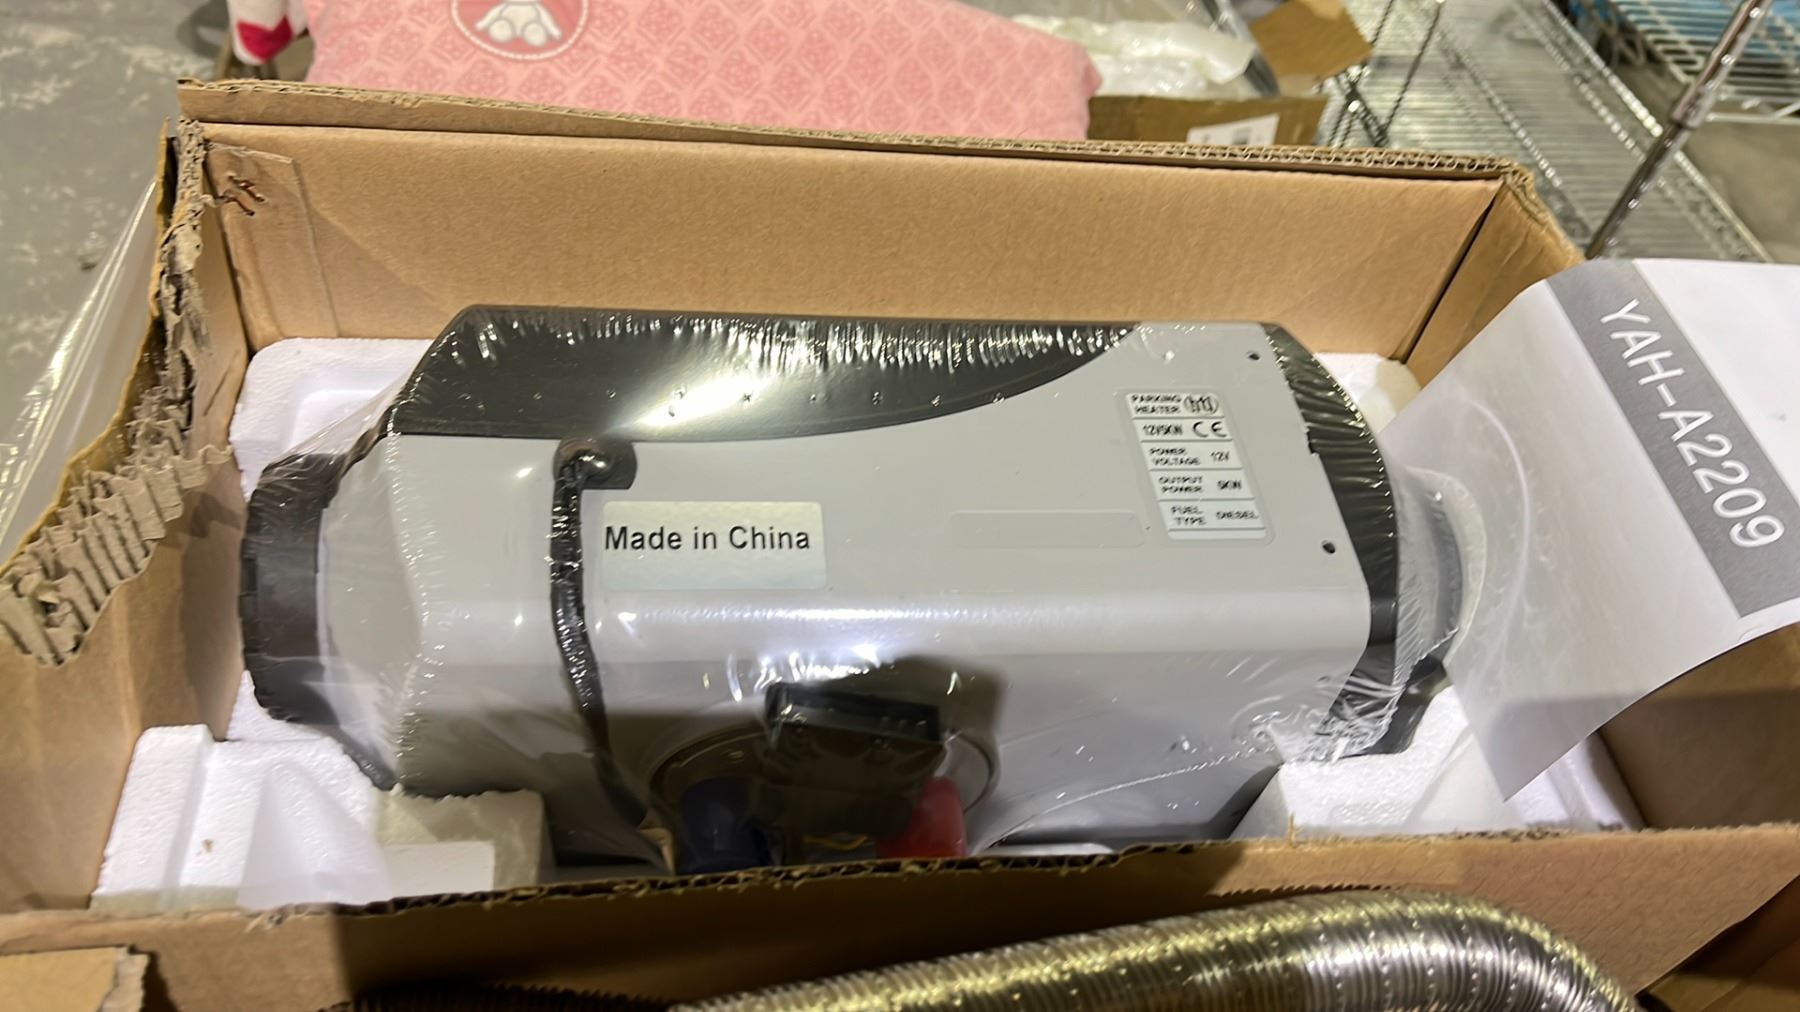 PARKING
HEATER
12V5KW CE
POWER
VOLTAGE 12V
OUTPUT
POWER 5KW
FUEL
TYPE DIESEL
Made in China
YAH-A2209